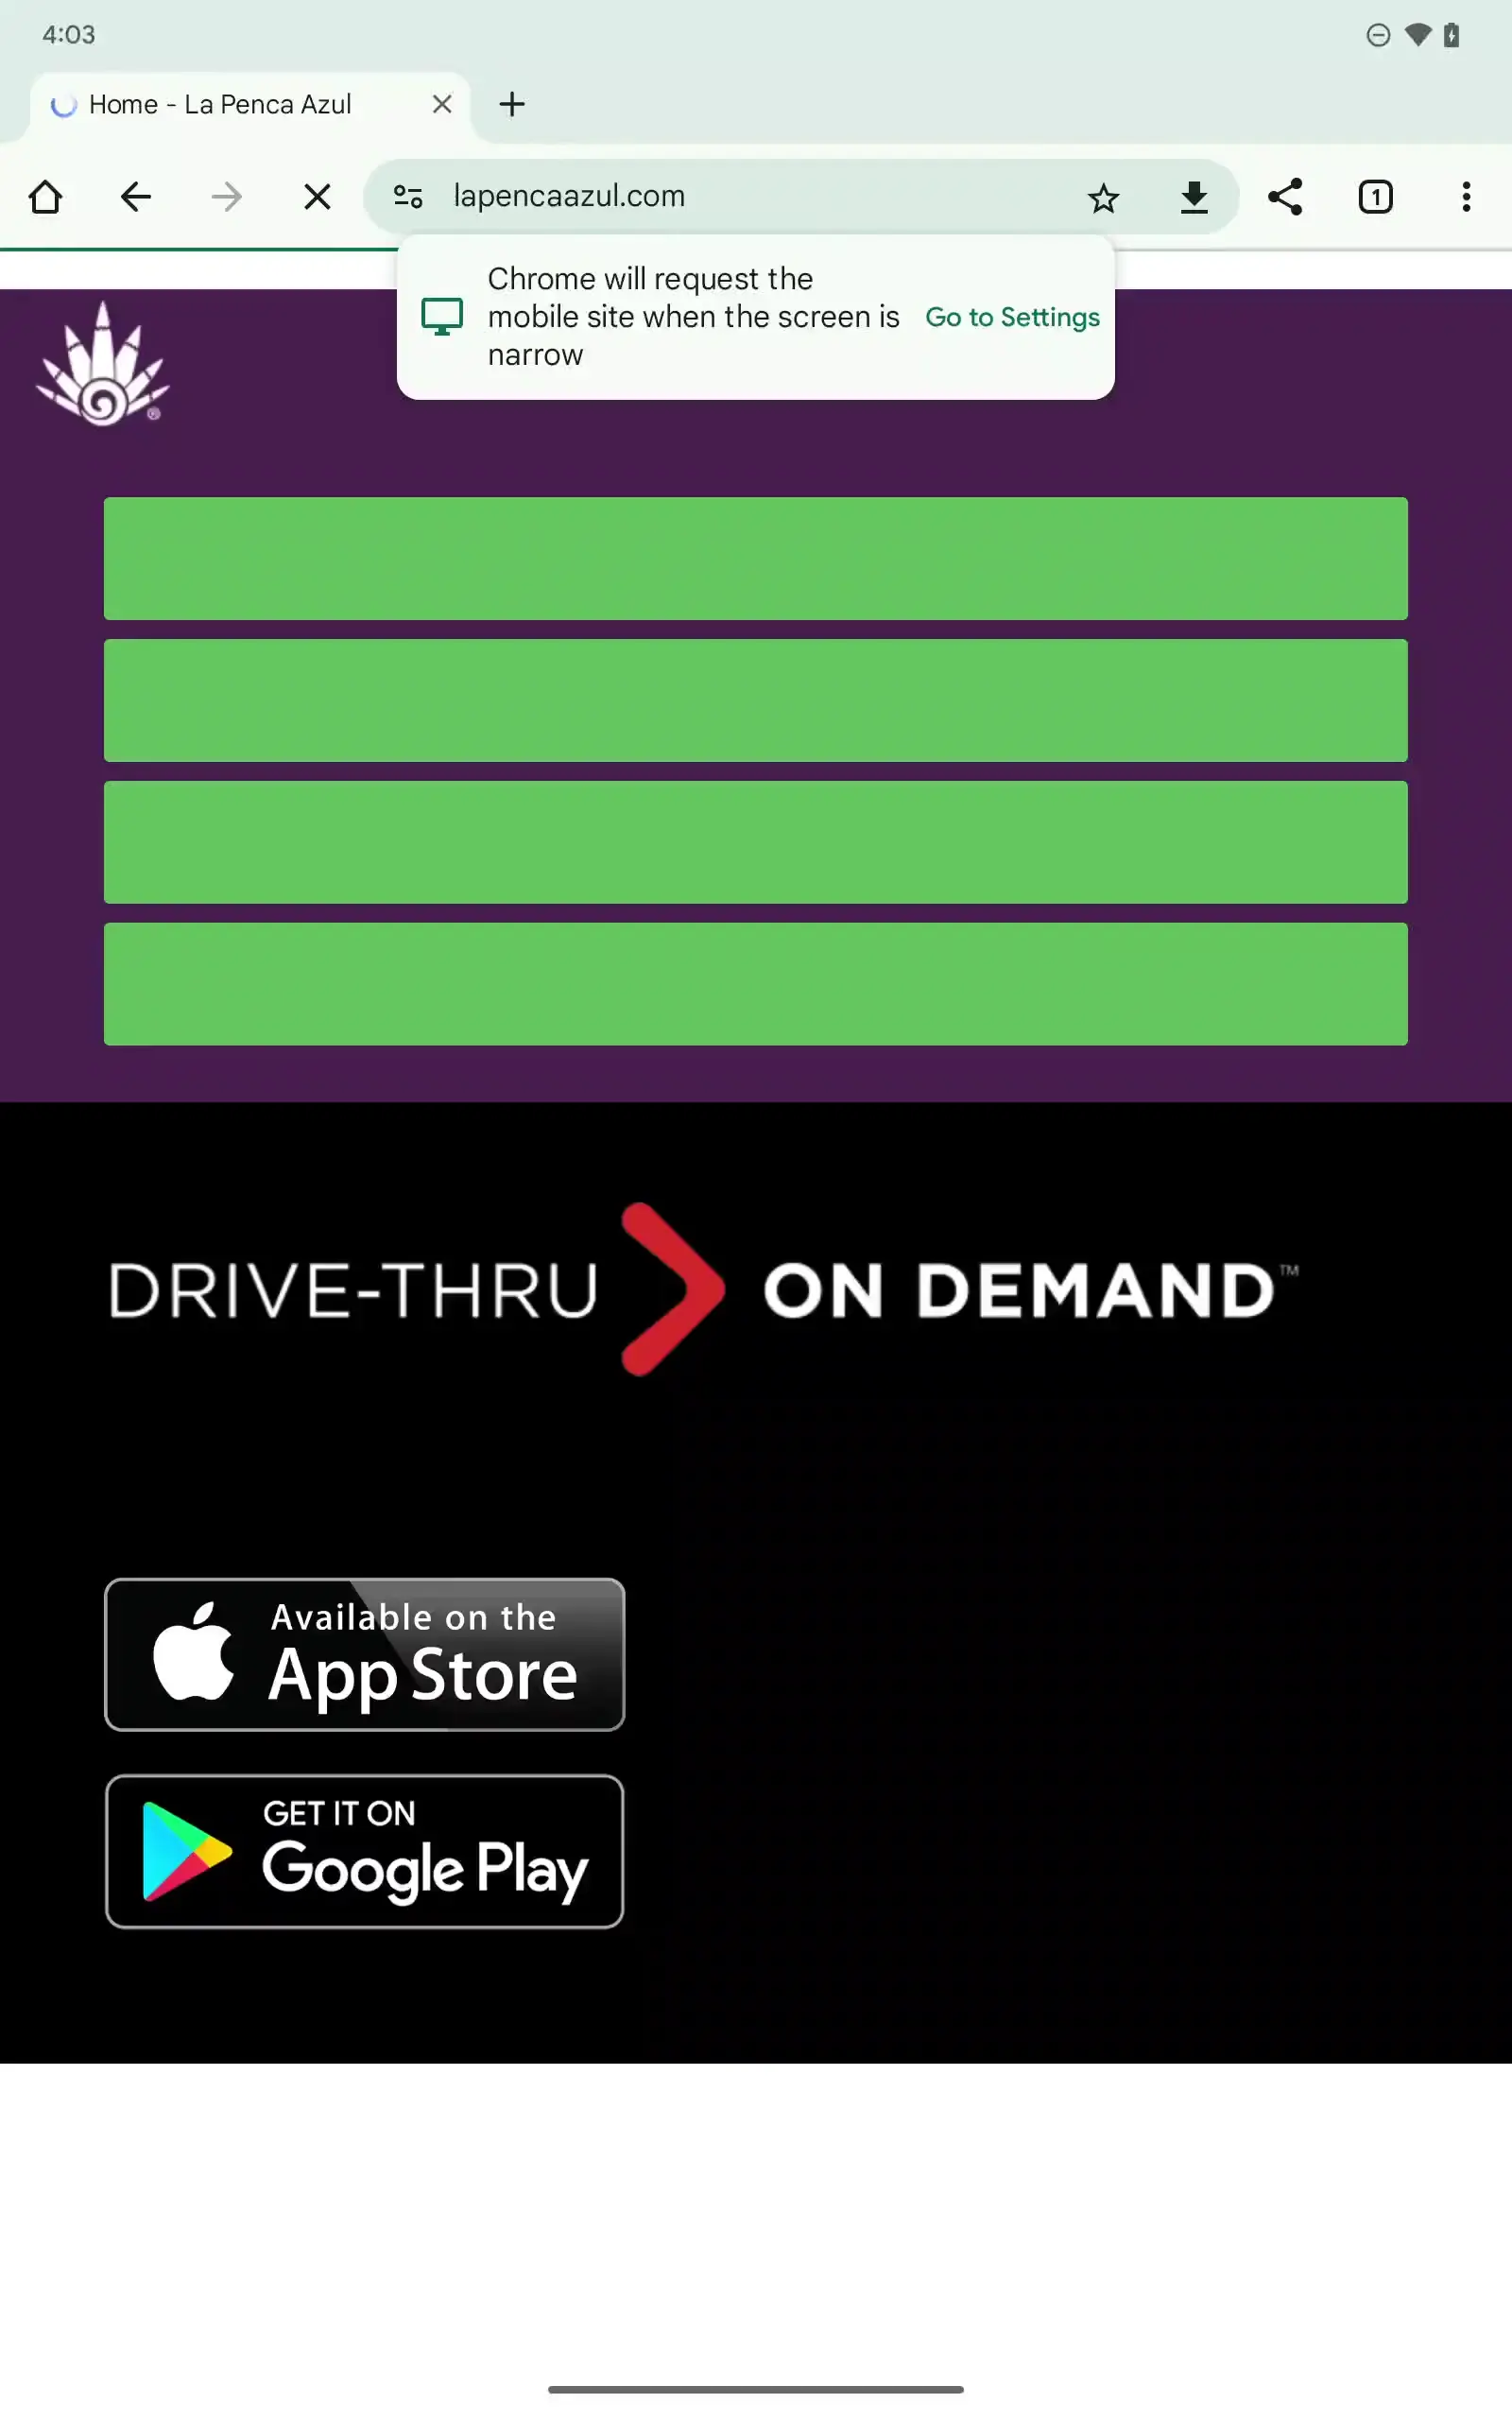 4:03
Home - La Penca Azul
lapencaazul.com
1
Chrome will request the
mobile site when the screen is
narrow
Go to Settings
DRIVE-THRU ON DEMAND™
Available on the
App Store
GET IT ON
Google Play